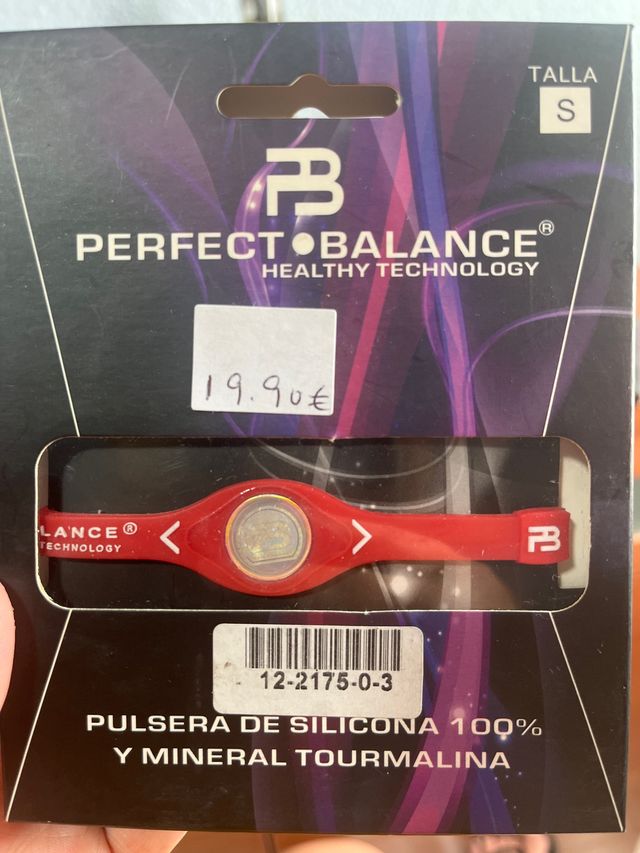 TALLA
S
PB
PERFECT•BALANCE®
HEALTHY TECHNOLOGY
19.90€
LANCE®
TECHNOLOGY
< >
PB
12-2175-0-3
PULSERA DE SILICONA 100%
Y MINERAL TOURMALINA